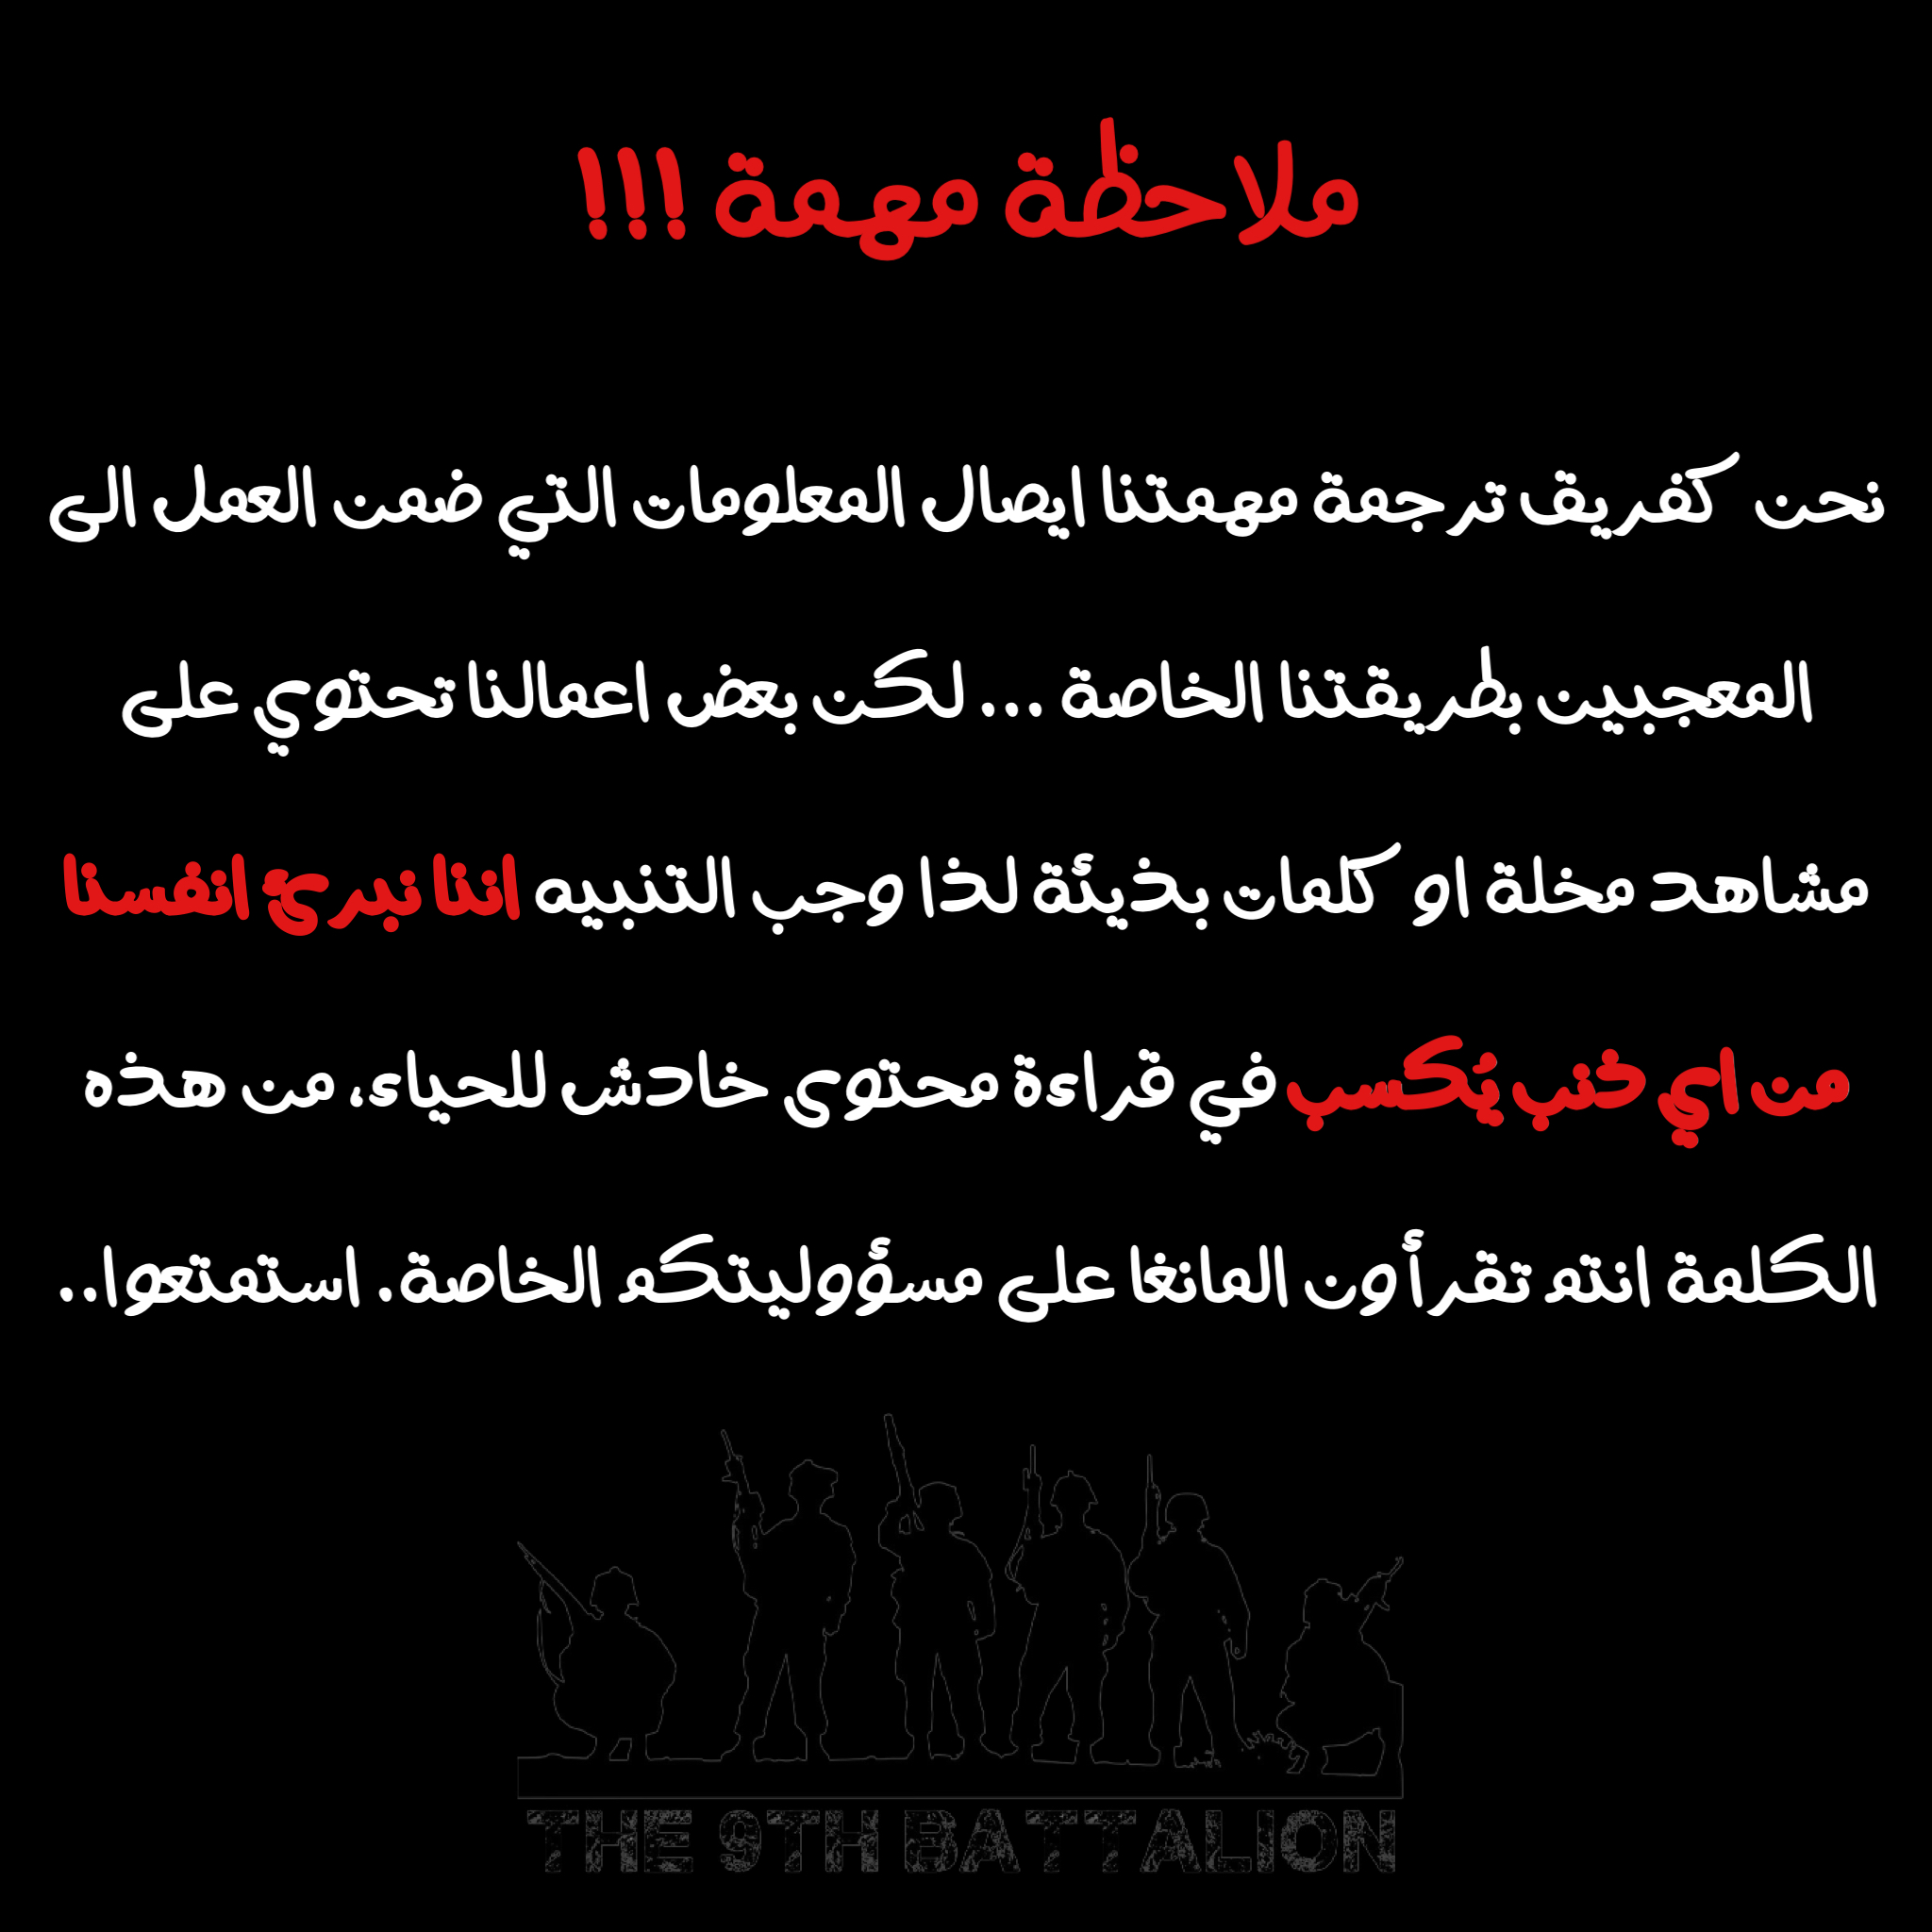 ملاحظة مهمة !!!
نحن كفريق ترجمة مهمتنا ايصال المعلومات التي ضمن العمل الى
المعجبين بطريقتنا الخاصة ... لكن بعض اعمالنا تحتوي على
مشاهد مخلة او كلمات بذيئة لذا وجب التنبيه اننا نبرئ انفسنا
من اي ذنب يُكسب في قراءة محتوى خادش للحياء، من هذه
الكلمة انتم تقرأون المانغا على مسؤوليتكم الخاصة. استمتعوا..
THE 9TH BATTALION